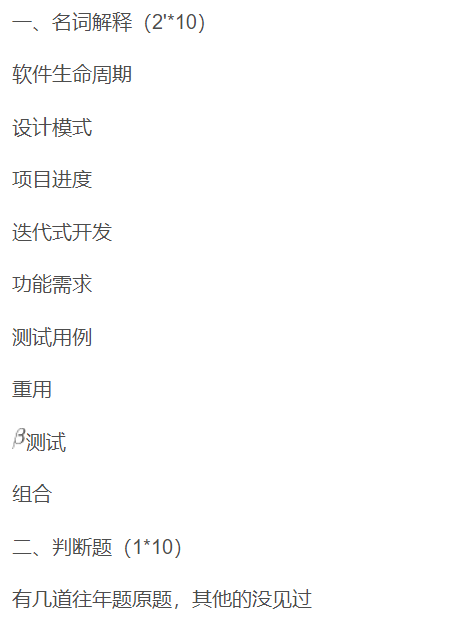 一、名词解释（2'*10）
软件生命周期
设计模式
项目进度
迭代式开发
功能需求
测试用例
重用
β测试
组合
二、判断题（1*10）
有几道往年题原题，其他的没见过